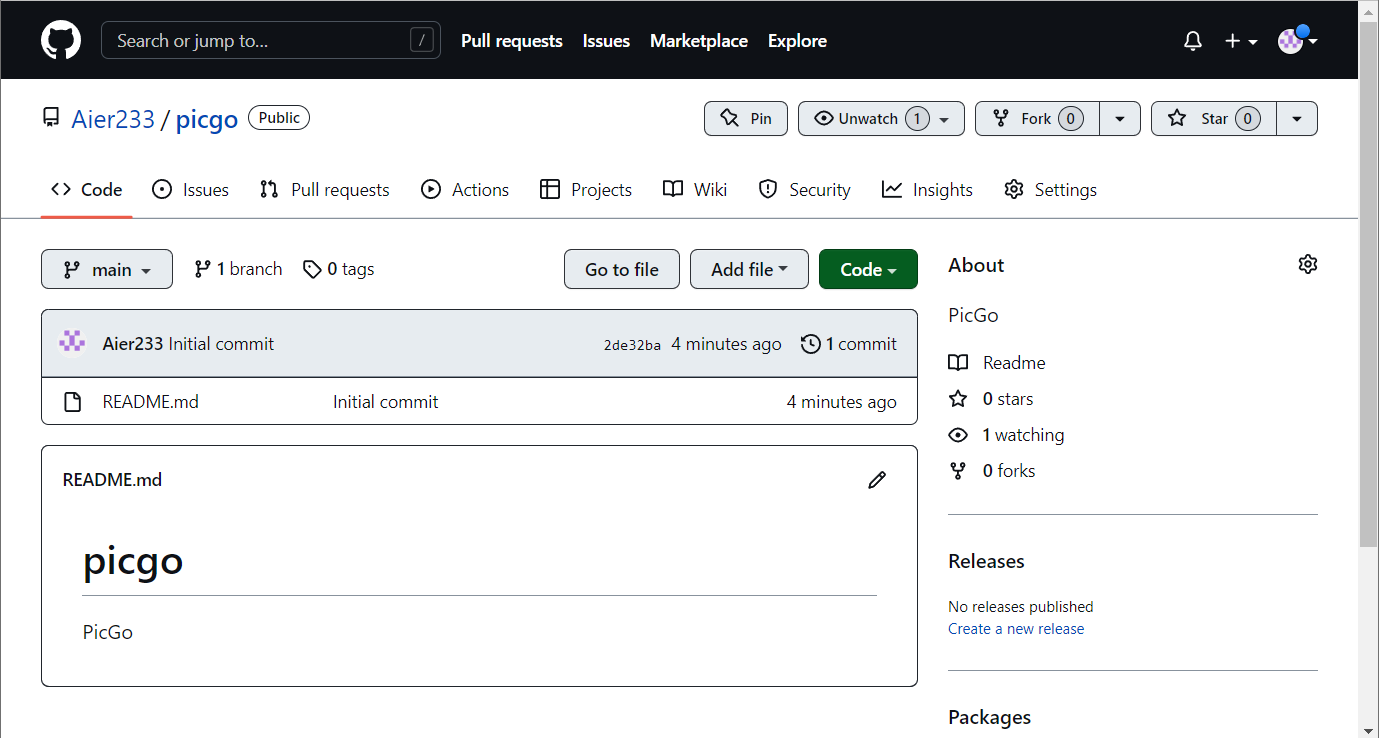 Search or jump to... / Pull requests Issues Marketplace Explore
Aier233 / picgo Public Pin Unwatch 1 Fork 0 Star 0
Code Issues Pull requests Actions Projects Wiki Security Insights Settings
main 1 branch 0 tags Go to file Add file Code
Aier233 Initial commit 2de32ba 4 minutes ago 1 commit
README.md Initial commit 4 minutes ago
README.md
picgo
PicGo
About
PicGo
Readme
0 stars
1 watching
0 forks
Releases
No releases published
Create a new release
Packages